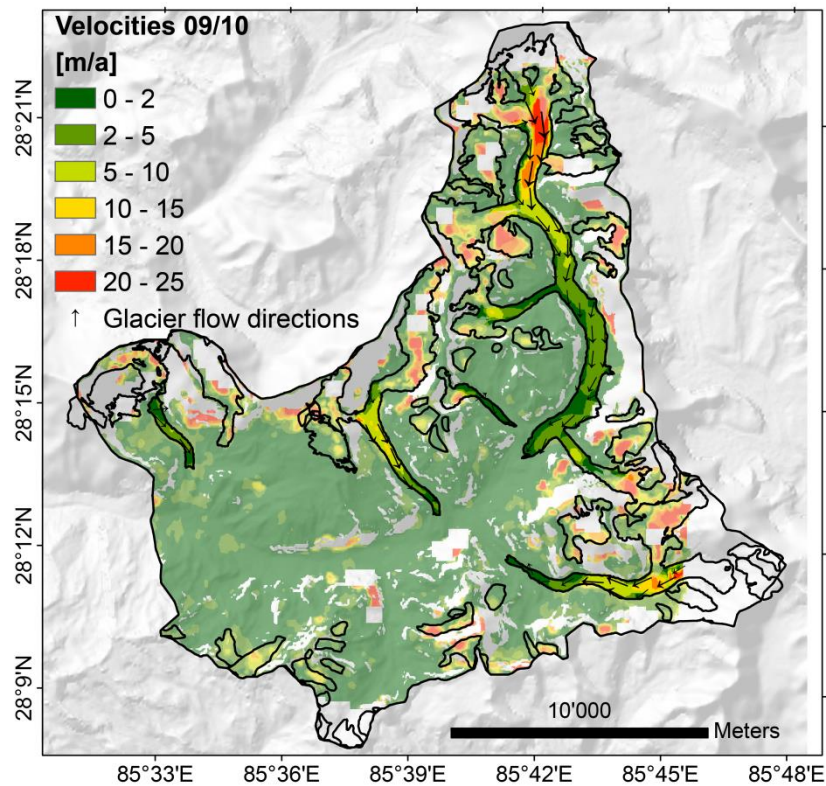 Velocities 09/10
[m/a]
0 - 2
2 - 5
5 - 10
10 - 15
15 - 20
20 - 25
↑ Glacier flow directions
28°21'N
28°18'N
28°15'N
28°12'N
28°9'N
10'000
Meters
85°33'E 85°36'E 85°39'E 85°42'E 85°45'E 85°48'E